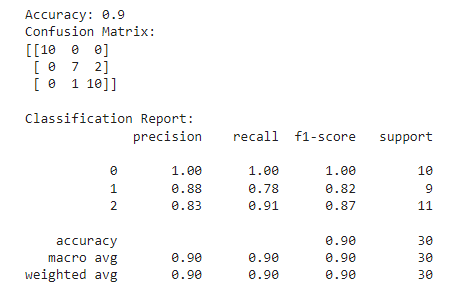 Accuracy: 0.9
Confusion Matrix:
[[10  0  0]
 [ 0  7  2]
 [ 0  1 10]]

Classification Report:
              precision    recall  f1-score   support

           0       1.00      1.00      1.00        10
           1       0.88      0.78      0.82         9
           2       0.83      0.91      0.87        11

    accuracy                           0.90        30
   macro avg       0.90      0.90      0.90        30
weighted avg       0.90      0.90      0.90        30